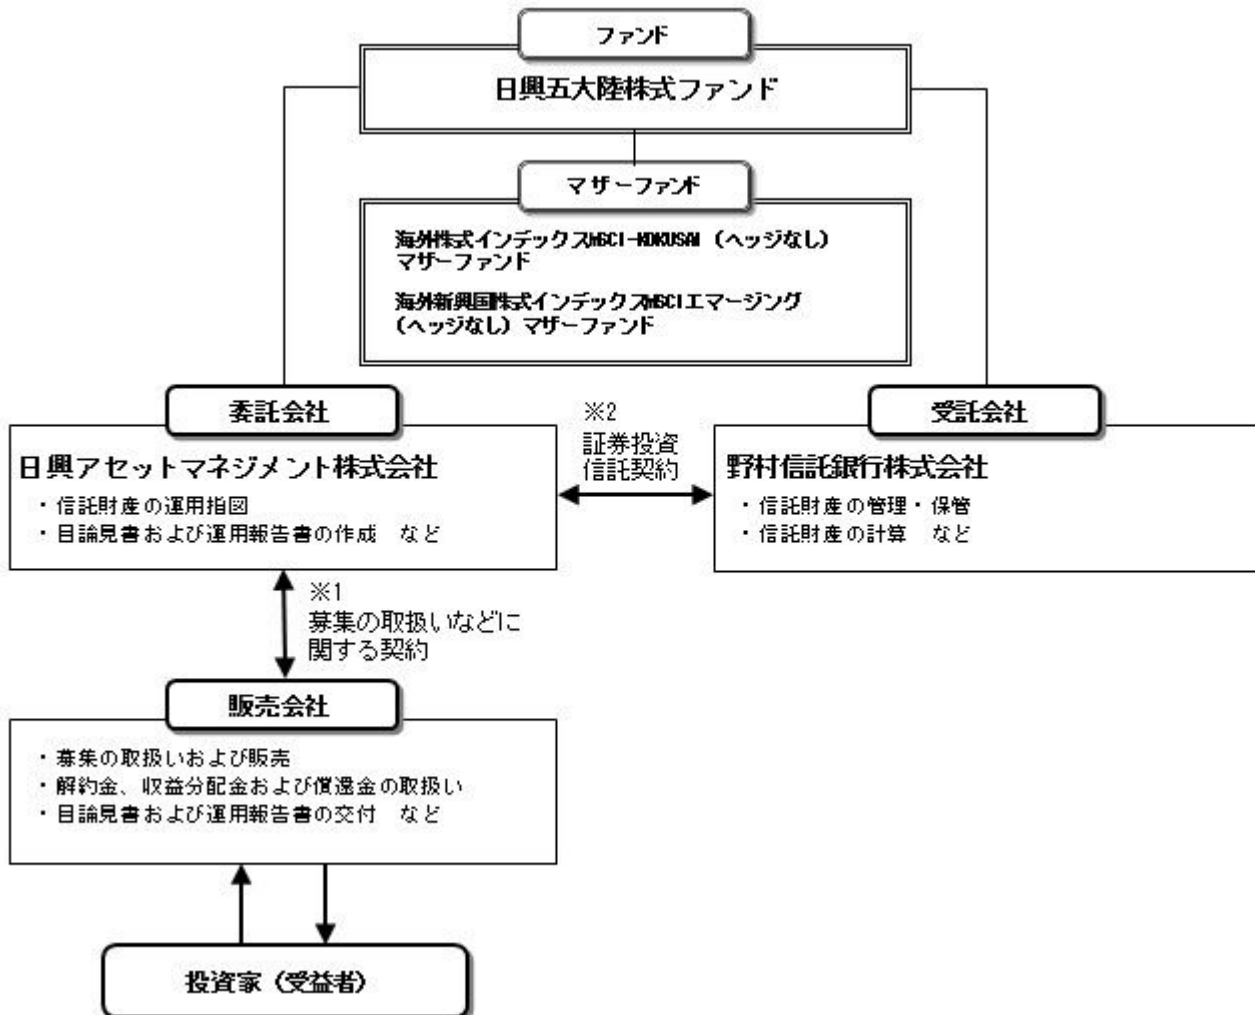 ファンド
日興五大陸株式ファンド
マザーファンド
海外株式インデックスMSCI-KOKUSAI（ヘッジなし）
マザーファンド
海外新興国株式インデックスMSCIエマージング
（ヘッジなし）マザーファンド
委託会社
日興アセットマネジメント株式会社
・信託財産の運用指図
・目論見書および運用報告書の作成　など
※2
証券投資
信託契約
受託会社
野村信託銀行株式会社
・信託財産の管理・保管
・信託財産の計算　など
※1
募集の取扱いなどに
関する契約
販売会社
・募集の取扱いおよび販売
・解約金、収益分配金および償還金の取扱い
・目論見書および運用報告書の交付　など
投資家（受益者）